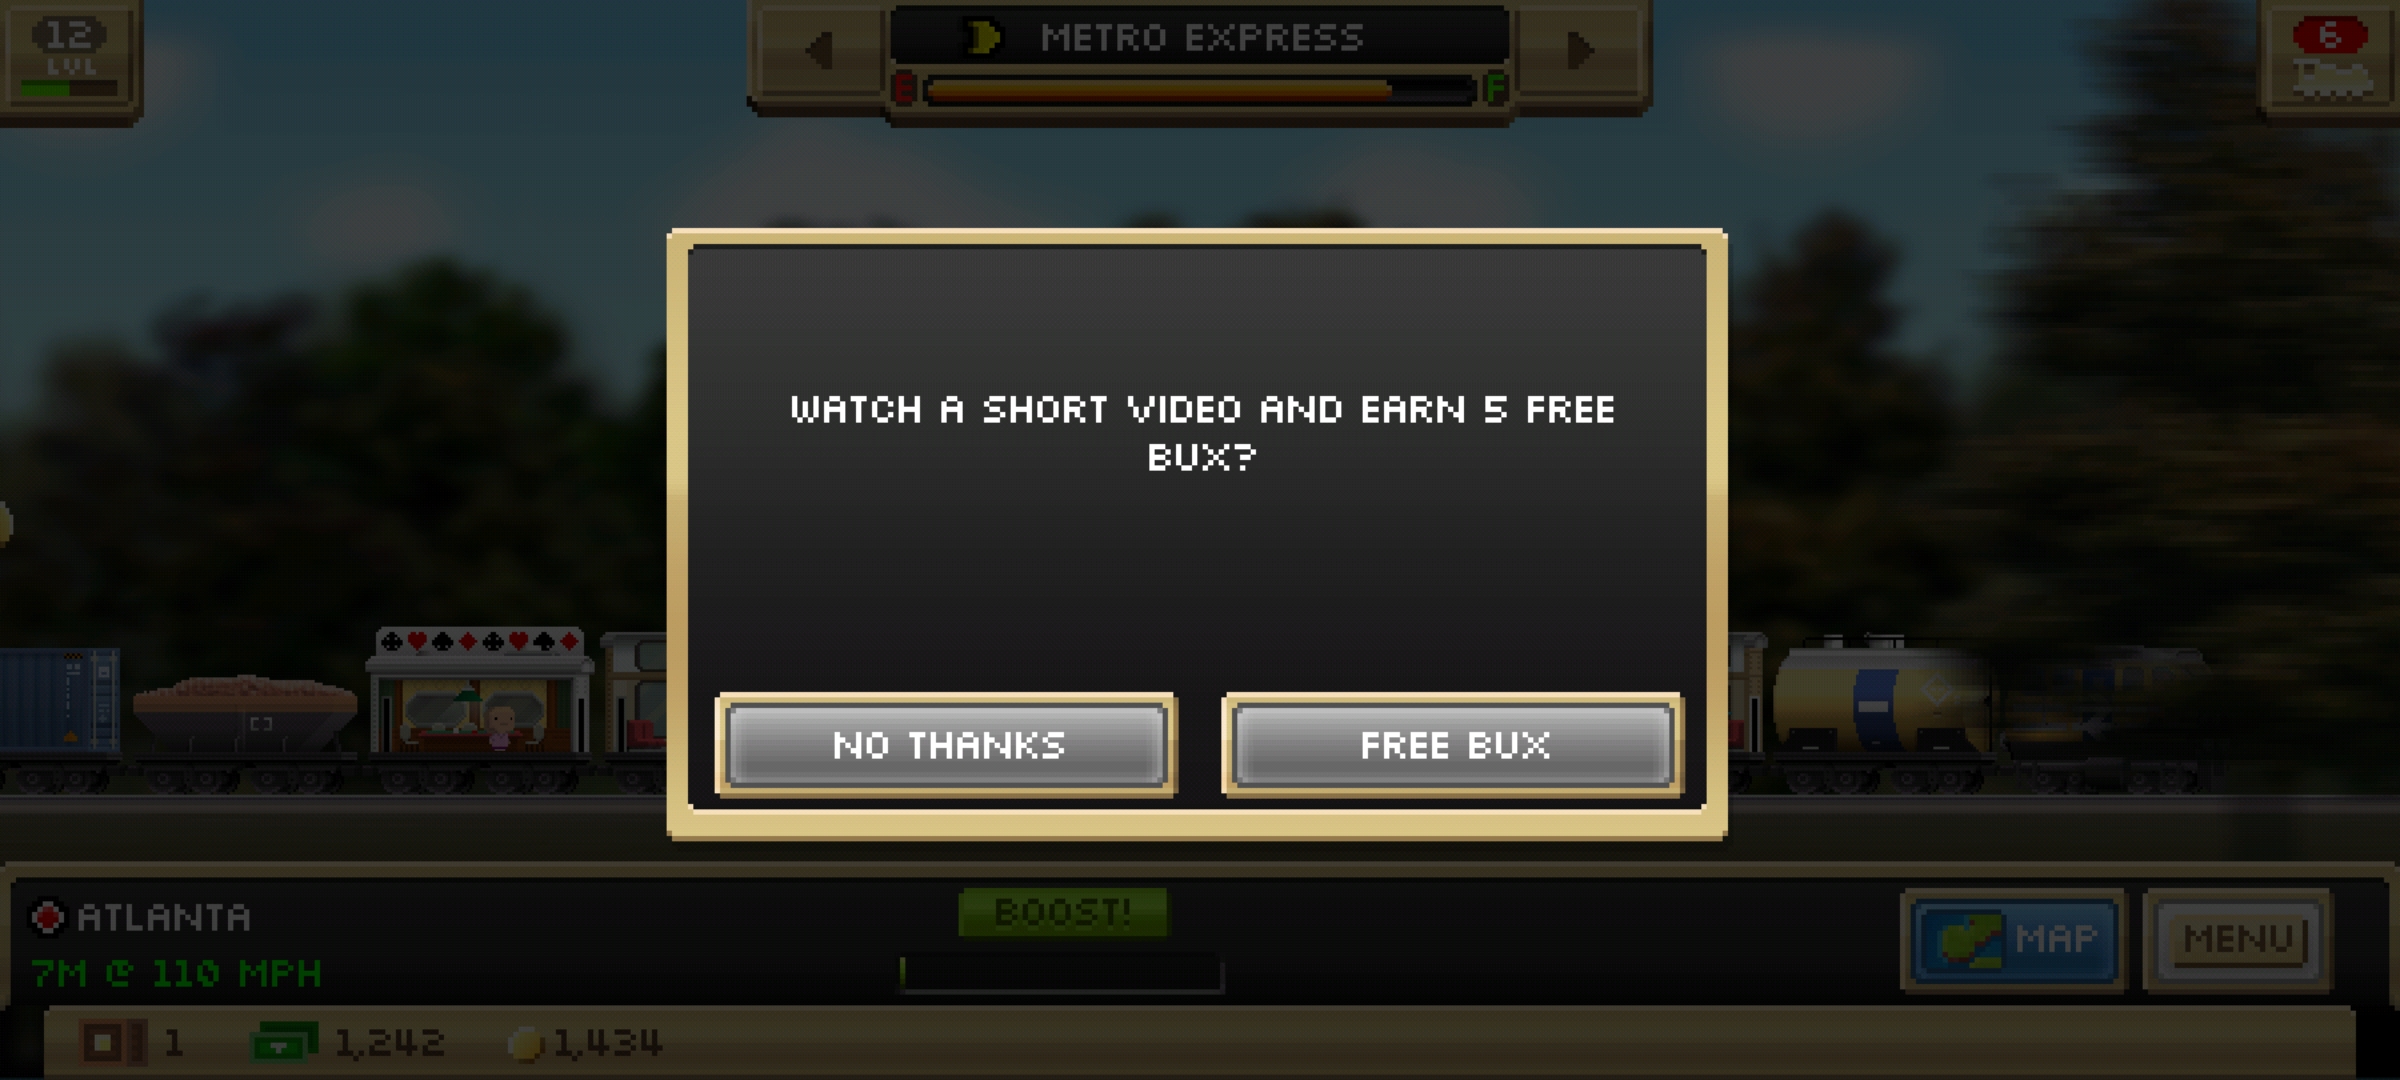 12
LVL
METRO EXPRESS
E
F
6
WATCH A SHORT VIDEO AND EARN 5 FREE
BUX?
NO THANKS
FREE BUX
ATLANTA
7M @ 110 MPH
BOOST!
MAP
MENU
1
1,242
1,434